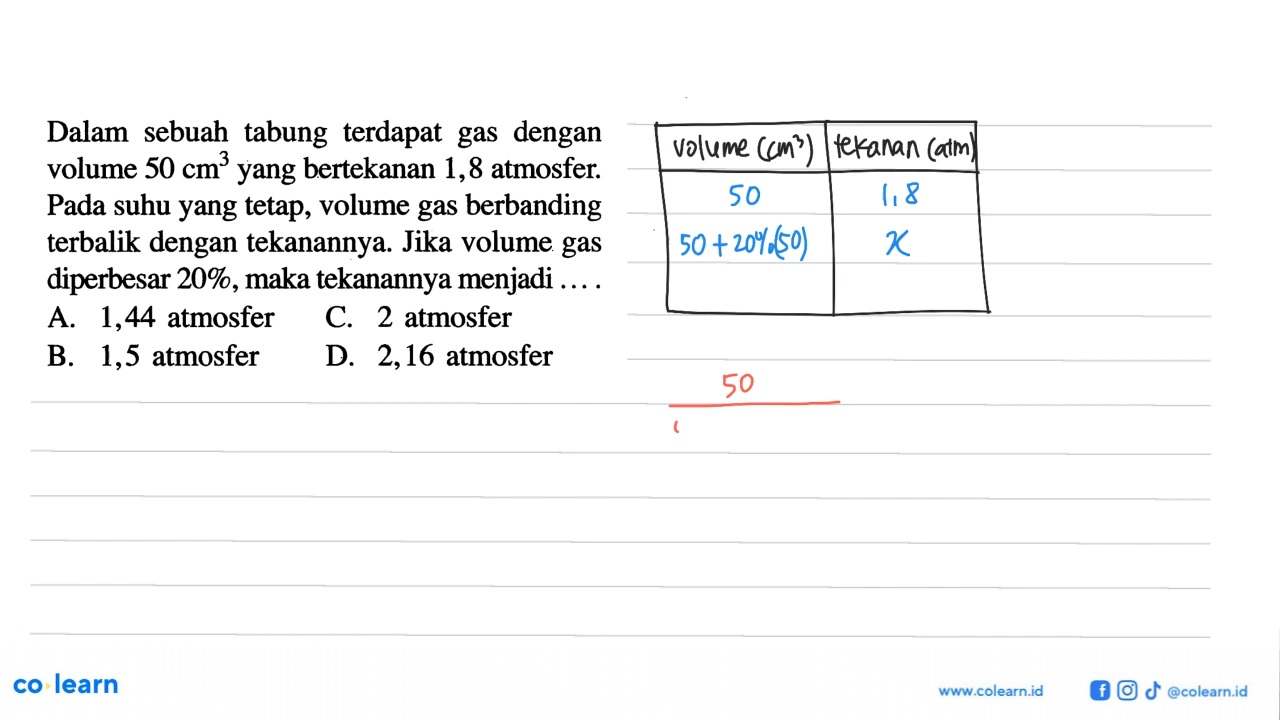 Dalam sebuah tabung terdapat gas dengan
volume 50 cm³ yang bertekanan 1,8 atmosfer.
Pada suhu yang tetap, volume gas berbanding
terbalik dengan tekanannya. Jika volume gas
diperbesar 20%, maka tekanannya menjadi ....
A. 1,44 atmosfer C. 2 atmosfer
B. 1,5 atmosfer D. 2,16 atmosfer
volume (cm³) tekanan (atm)
50 1,8
50 + 20%(50) x
50
co learn
www.colearn.id @colearn.id